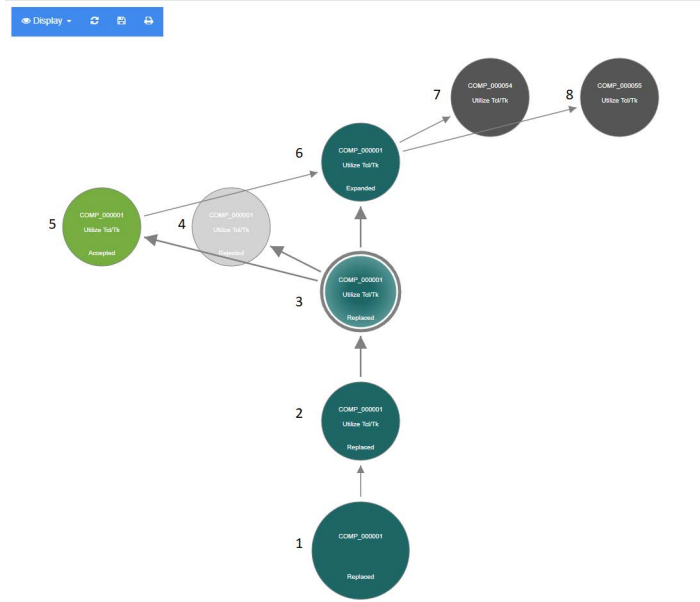 Display
7
COMP_000054
Utilize Tcl/Tk
8
COMP_000055
Utilize Tcl/Tk
6
COMP_000001
Utilize Tcl/Tk
Expanded
5
COMP_000001
Utilize Tcl/Tk
Accepted
4
COMP_000001
Utilize Tcl/Tk
Rejected
3
COMP_000001
Utilize Tcl/Tk
Replaced
2
COMP_000001
Utilize Tcl/Tk
Replaced
1
COMP_000001
Replaced